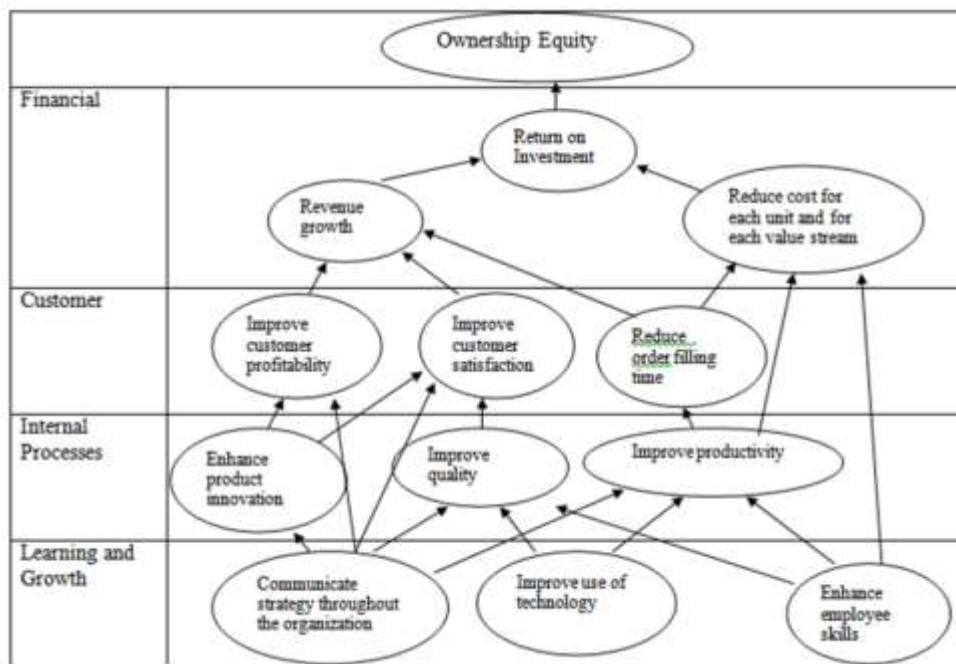 Ownership Equity
Financial
Return on
Investment
Revenue
growth
Reduce cost for
each unit and for
each value stream
Customer
Improve
customer
profitability
Improve
customer
satisfaction
Reduce
order filling
time
Internal
Processes
Enhance
product
innovation
Improve
quality
Improve productivity
Learning and
Growth
Communicate
strategy throughout
the organization
Improve use of
technology
Enhance
employee
skills